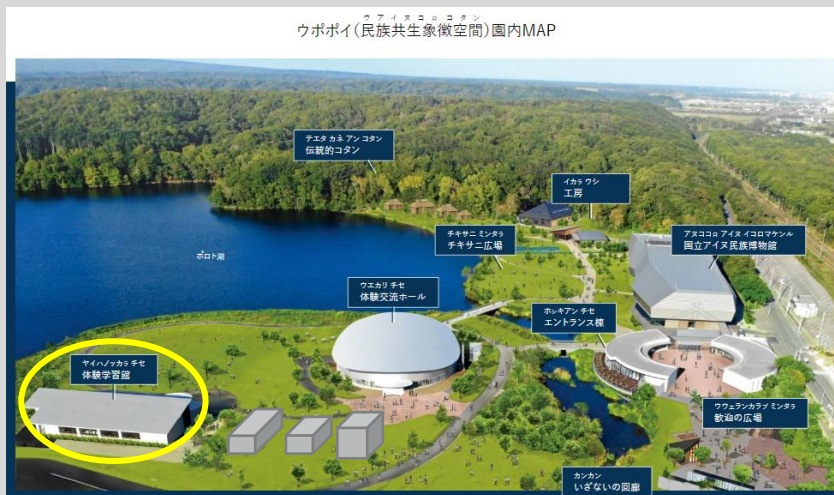 ウアイヌコㇿコタン
ウポポイ(民族共生象徴空間)園内MAP
テエタ カネ アン コタン
伝統的コタン
イカㇻ ウシ
工房
チキサニ ミンタㇻ
チキサニ広場
アヌココㇿ アイヌ イコロマケンル
国立アイヌ民族博物館
ポロト湖
ウエカリ チセ
体験交流ホール
ホシキアン チセ
エントランス棟
ヤイハノッカㇻ チセ
体験学習館
ウウェランカラㇷ゚ ミンタㇻ
歓迎の広場
カンカン
いざないの回廊